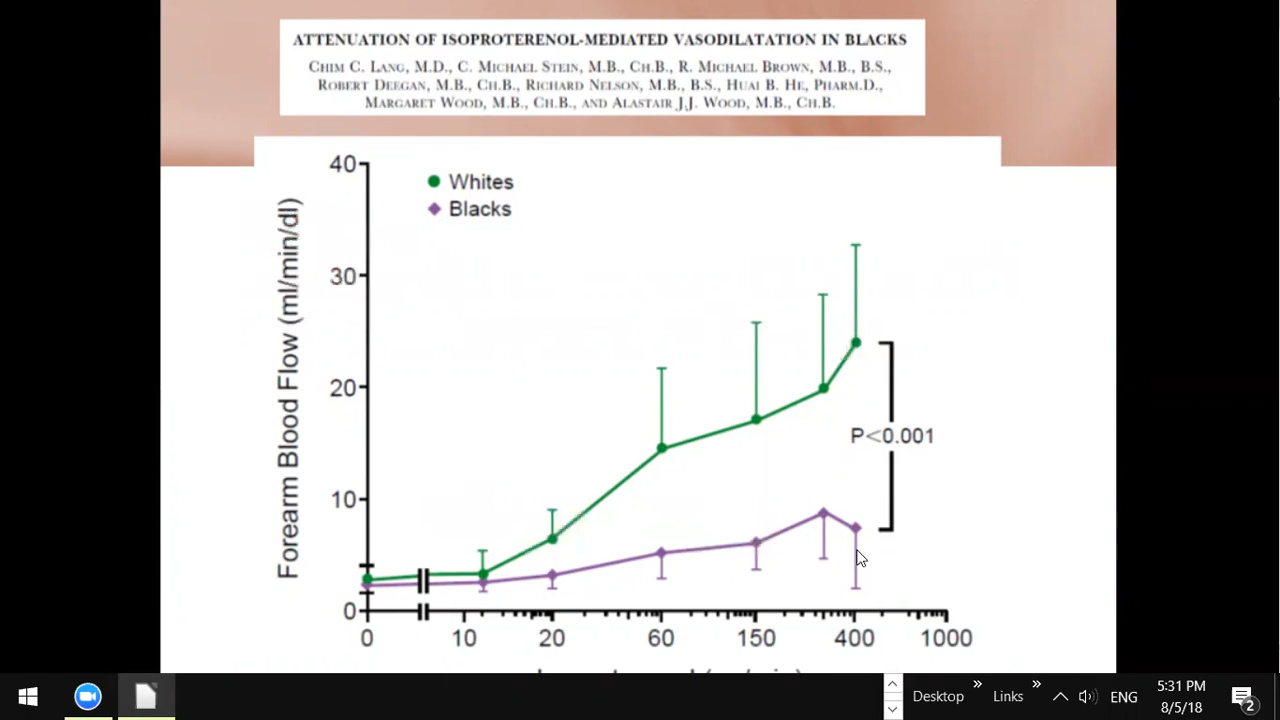 ATTENUATION OF ISOPROTERENOL-MEDIATED VASODILATATION IN BLACKS
CHIM C. LANG, M.D., C. MICHAEL STEIN, M.B., CH.B., R. MICHAEL BROWN, M.B., B.S.,
ROBERT DEEGAN, M.B., CH.B., RICHARD NELSON, M.B., B.S., HUAI B. HE, PHARM.D.,
MARGARET WOOD, M.B., CH.B., AND ALASTAIR J.J. WOOD, M.B., CH.B.
Whites
Blacks
Forearm Blood Flow (ml/min/dl)
40
30
20
10
0
P<0.001
0 10 20 60 150 400 1000
Desktop » Links » ENG
5:31 PM
8/5/18
2